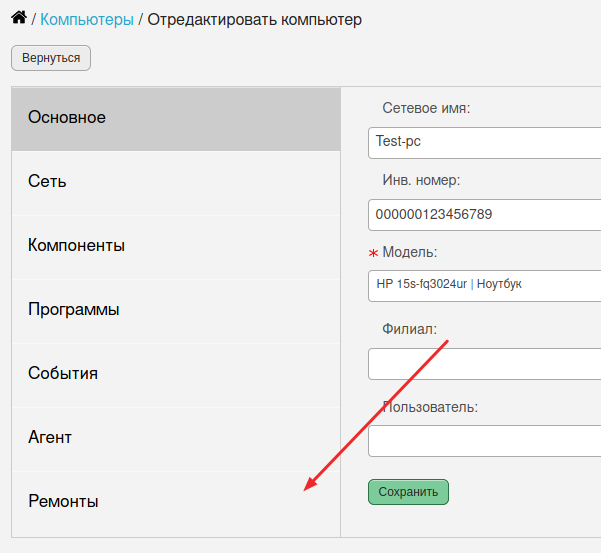 / Компьютеры / Отредактировать компьютер
Вернуться
Основное
Сеть
Компоненты
Программы
События
Агент
Ремонты
Сетевое имя:
Test-pc
Инв. номер:
000000123456789
* Модель:
HP 15s-fq3024ur | Ноутбук
Филиал:
Пользователь:
Сохранить